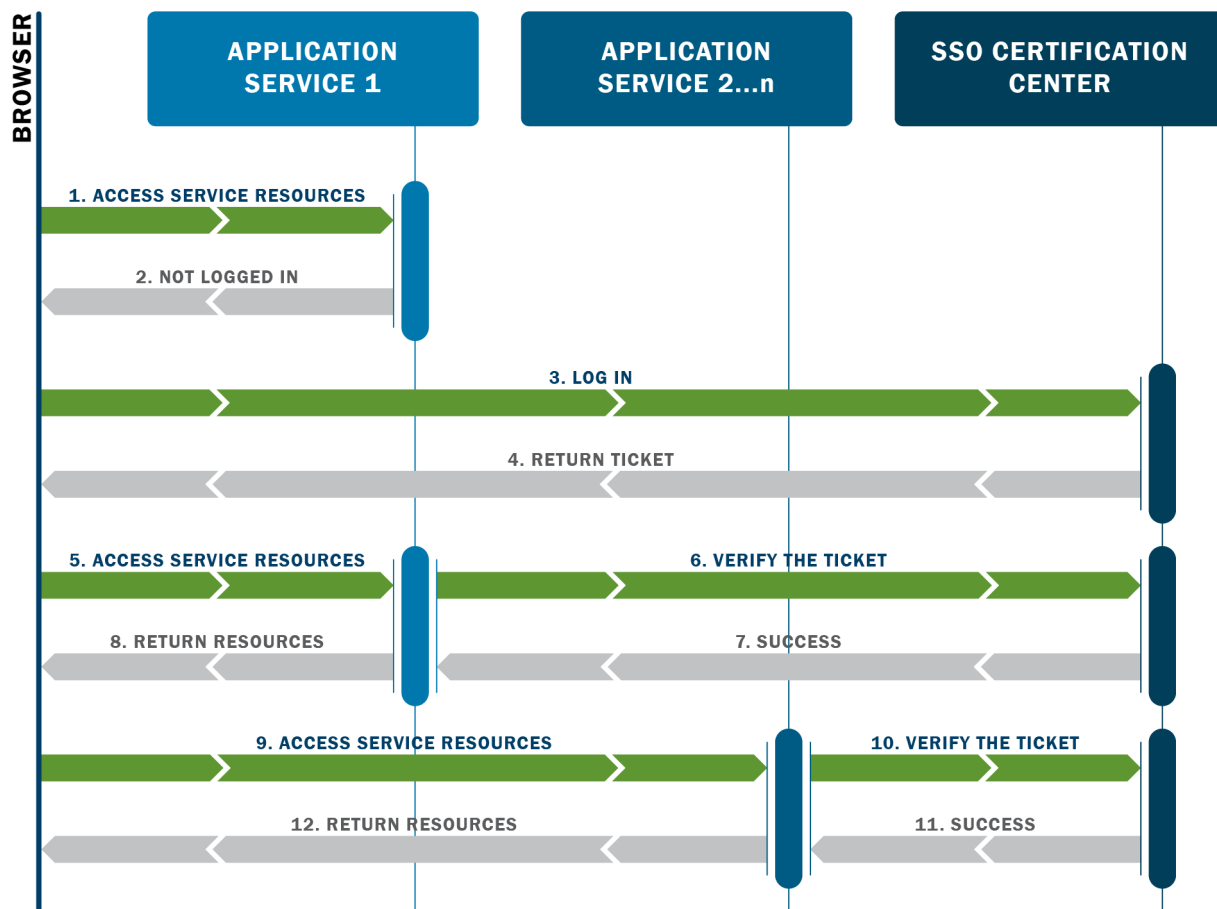 BROWSER
APPLICATION
SERVICE 1
APPLICATION
SERVICE 2...n
SSO CERTIFICATION
CENTER
1. ACCESS SERVICE RESOURCES
2. NOT LOGGED IN
3. LOG IN
4. RETURN TICKET
5. ACCESS SERVICE RESOURCES
6. VERIFY THE TICKET
8. RETURN RESOURCES
7. SUCCESS
9. ACCESS SERVICE RESOURCES
10. VERIFY THE TICKET
12. RETURN RESOURCES
11. SUCCESS